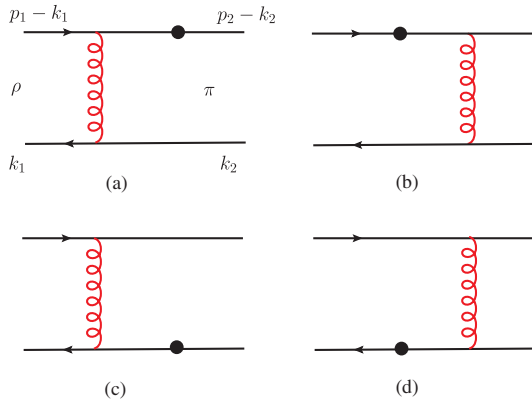 p₁ − k₁ p₂ − k₂
ρ π
k₁ k₂
(a) (b)
(c) (d)